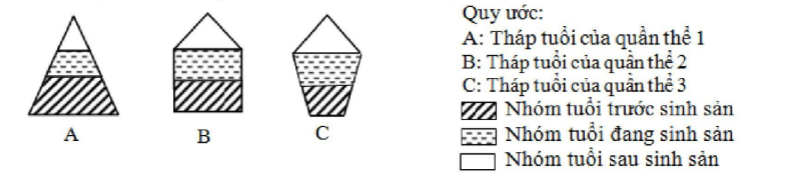 A
B
C
Quy ước:
A: Tháp tuổi của quần thể 1
B: Tháp tuổi của quần thể 2
C: Tháp tuổi của quần thể 3
Nhóm tuổi trước sinh sản
Nhóm tuổi đang sinh sản
Nhóm tuổi sau sinh sản